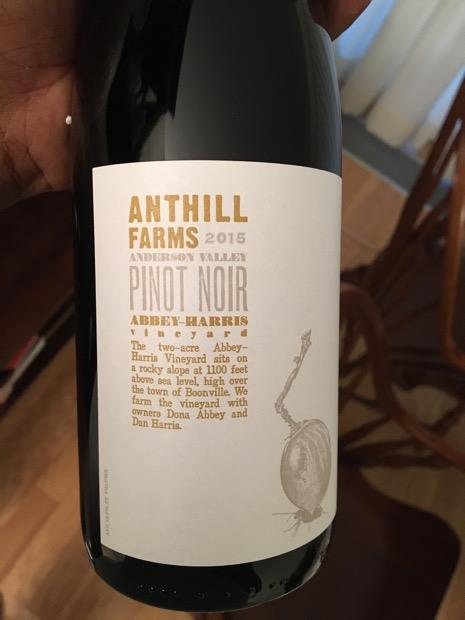 ANTHILL
FARMS 2015
ANDERSON VALLEY
PINOT NOIR
ABBEY-HARRIS
vineyard
The two-acre Abbey-
Harris Vineyard sits on
a rocky slope at 1100 feet
above sea level, high over
the town of Boonville. We
farm the vineyard with
owners Dona Abbey and
Dan Harris.